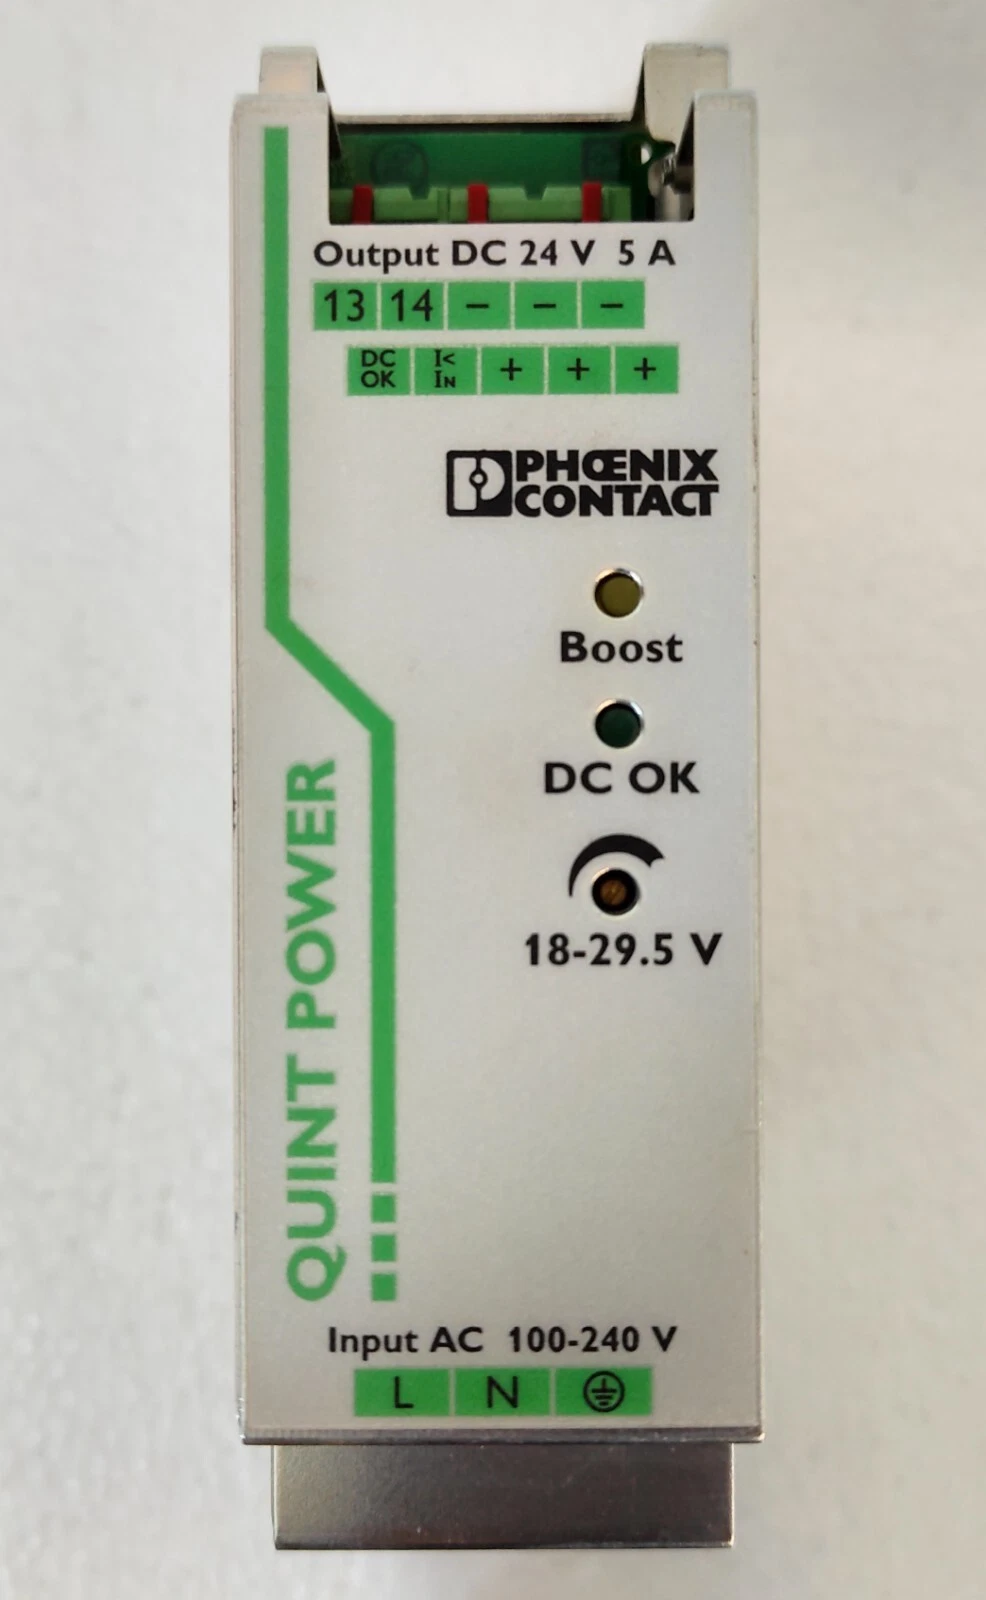 Output DC 24 V 5 A
13 14 − − −
DC OK I< IN + + +
PHŒNIX
CONTACT
Boost
DC OK
18-29.5 V
QUINT POWER
Input AC 100-240 V
L N